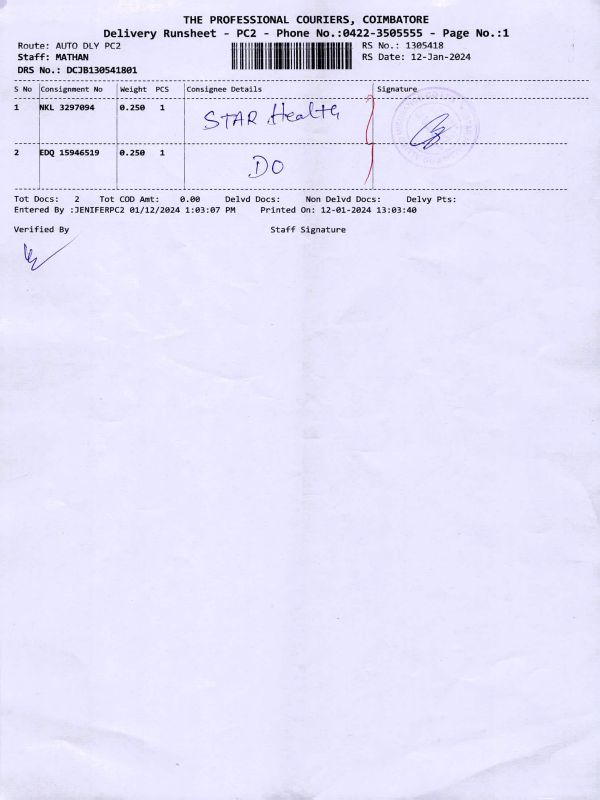 THE PROFESSIONAL COURIERS, COIMBATORE
Delivery Runsheet - PC2 - Phone No.:0422-3505555 - Page No.:1
Route: AUTO DLY PC2 RS No.: 1305418
Staff: MATHAN RS Date: 12-Jan-2024
DRS No.: DCJB130541801
S No Consignment No Weight PCS Consignee Details Signature
1 NKL 3297094 0.250 1 STAR Health
2 EDQ 15946519 0.250 1 DO
Tot Docs: 2 Tot COD Amt: 0.00 Delvd Docs: Non Delvd Docs: Delvy Pts:
Entered By :JENIFERPC2 01/12/2024 1:03:07 PM Printed On: 12-01-2024 13:03:40
Verified By Staff Signature